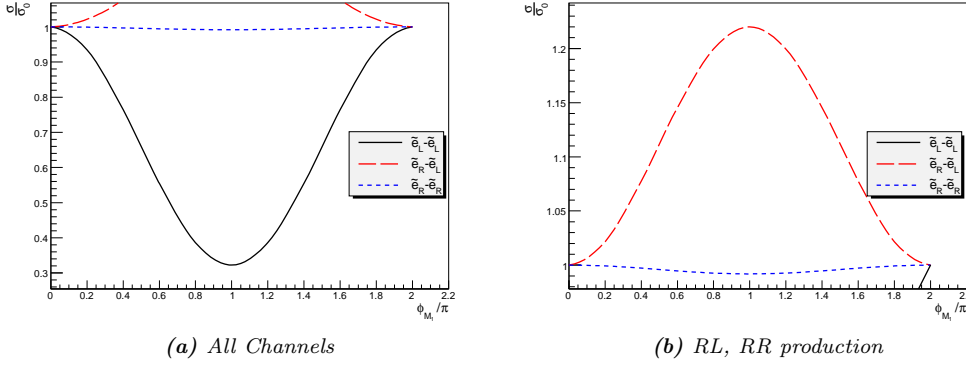 σ/σ₀
1
0.9
0.8
0.7
0.6
0.5
0.4
0.3
0 0.2 0.4 0.6 0.8 1 1.2 1.4 1.6 1.8 2 2.2
ϕ_M₁/π
ẽ_L-ẽ_L
ẽ_R-ẽ_L
ẽ_R-ẽ_R
(a) All Channels
σ/σ₀
1.2
1.15
1.1
1.05
1
0 0.2 0.4 0.6 0.8 1 1.2 1.4 1.6 1.8 2 2.2
ϕ_M₁/π
ẽ_L-ẽ_L
ẽ_R-ẽ_L
ẽ_R-ẽ_R
(b) RL, RR production